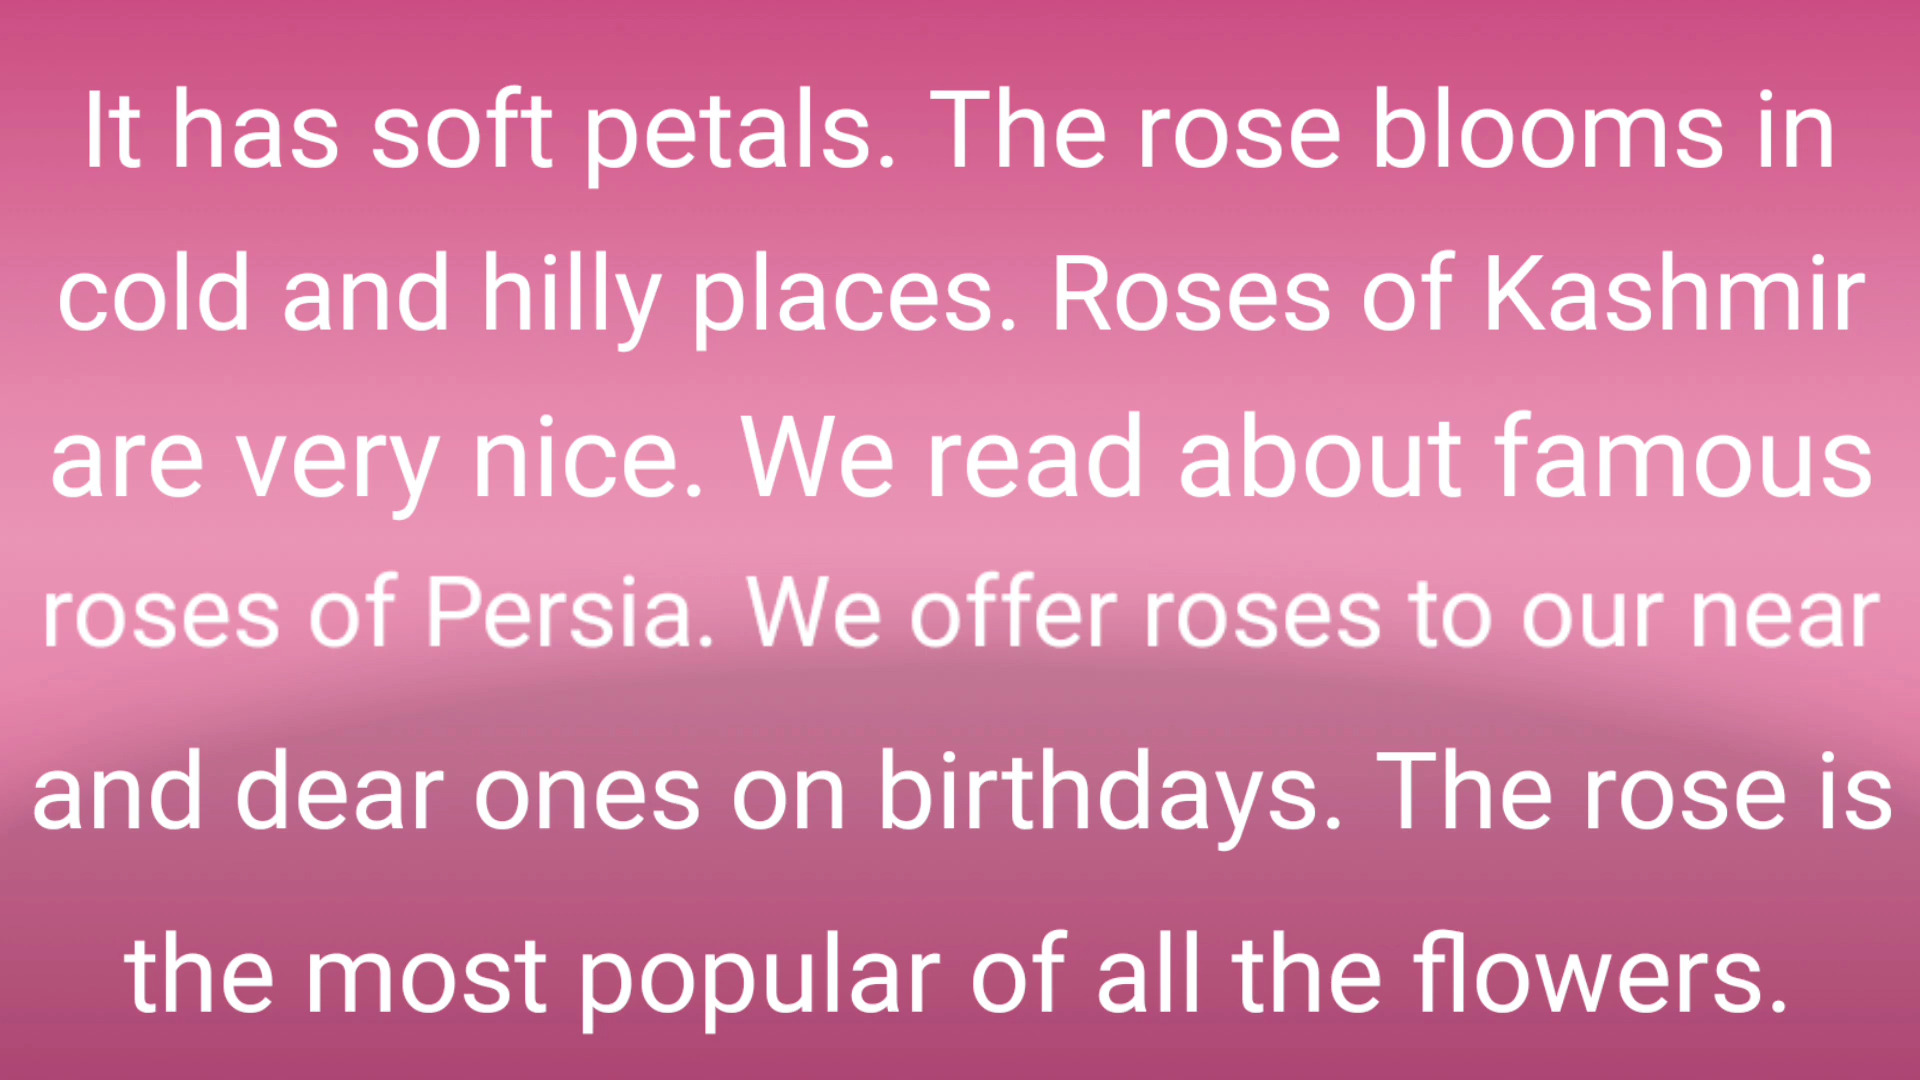 It has soft petals. The rose blooms in
cold and hilly places. Roses of Kashmir
are very nice. We read about famous
roses of Persia. We offer roses to our near
and dear ones on birthdays. The rose is
the most popular of all the flowers.